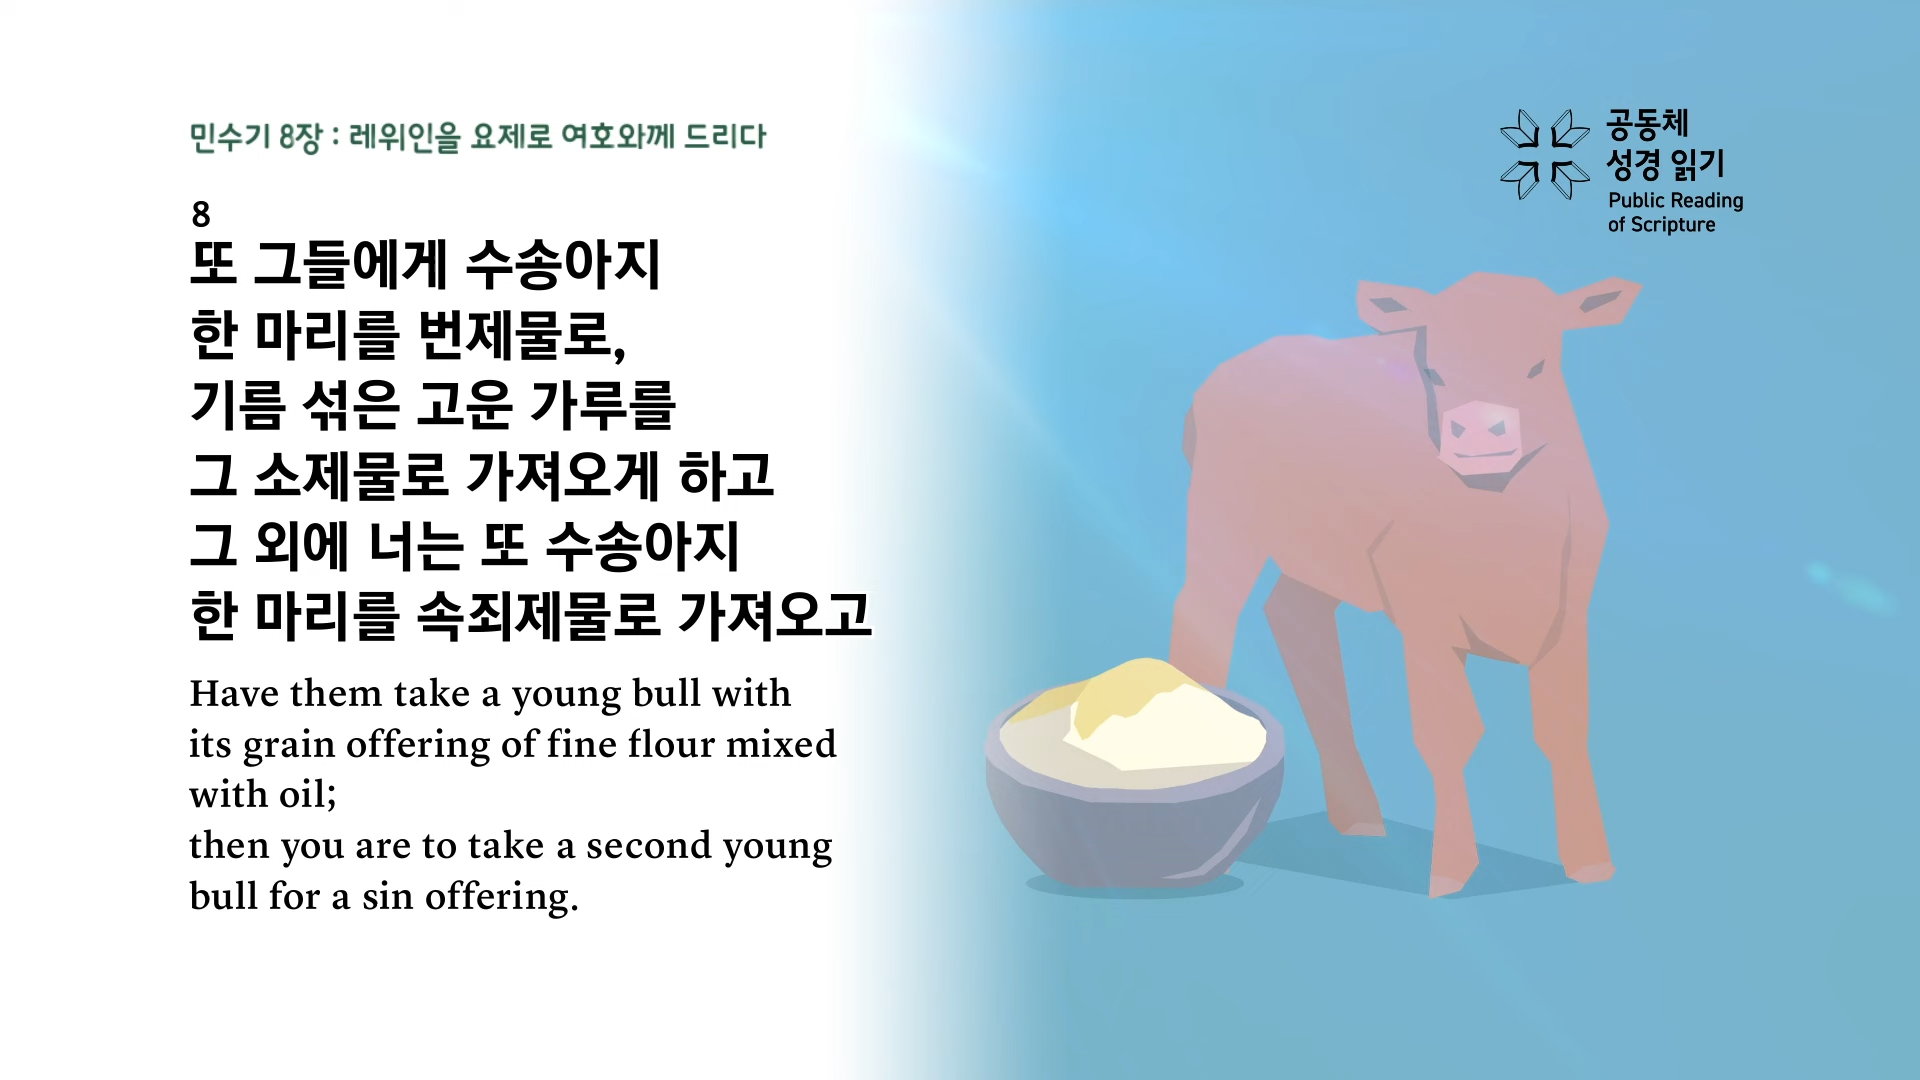 민수기 8장 : 레위인을 요제로 여호와께 드리다
8
또 그들에게 수송아지
한 마리를 번제물로,
기름 섞은 고운 가루를
그 소제물로 가져오게 하고
그 외에 너는 또 수송아지
한 마리를 속죄제물로 가져오고
Have them take a young bull with
its grain offering of fine flour mixed
with oil;
then you are to take a second young
bull for a sin offering.
공동체
성경 읽기
Public Reading
of Scripture